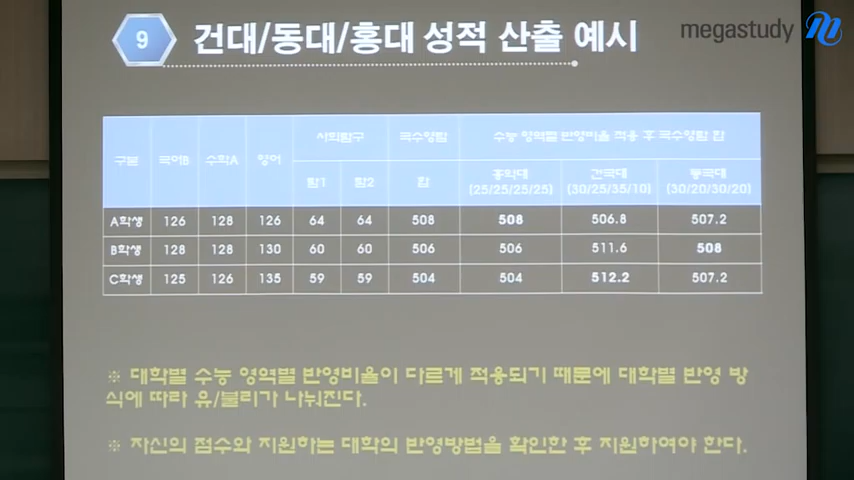 megastudy
9 건대/동대/홍대 성적 산출 예시
구분 국어B 수학A 영어 사회탐구 국수영탐 수능 영역별 반영비율 적용 후 국수영탐 합
탐1 탐2 합 홍익대 건국대 동국대
(25/25/25/25) (30/25/35/10) (30/20/30/20)
A학생 126 128 126 64 64 508 508 506.8 507.2
B학생 128 128 130 60 60 506 506 511.6 508
C학생 125 126 135 59 59 504 504 512.2 507.2
※ 대학별 수능 영역별 반영비율이 다르게 적용되기 때문에 대학별 반영 방
식에 따라 유/불리가 나눠진다.
※ 자신의 점수와 지원하는 대학의 반영방법을 확인한 후 지원하여야 한다.